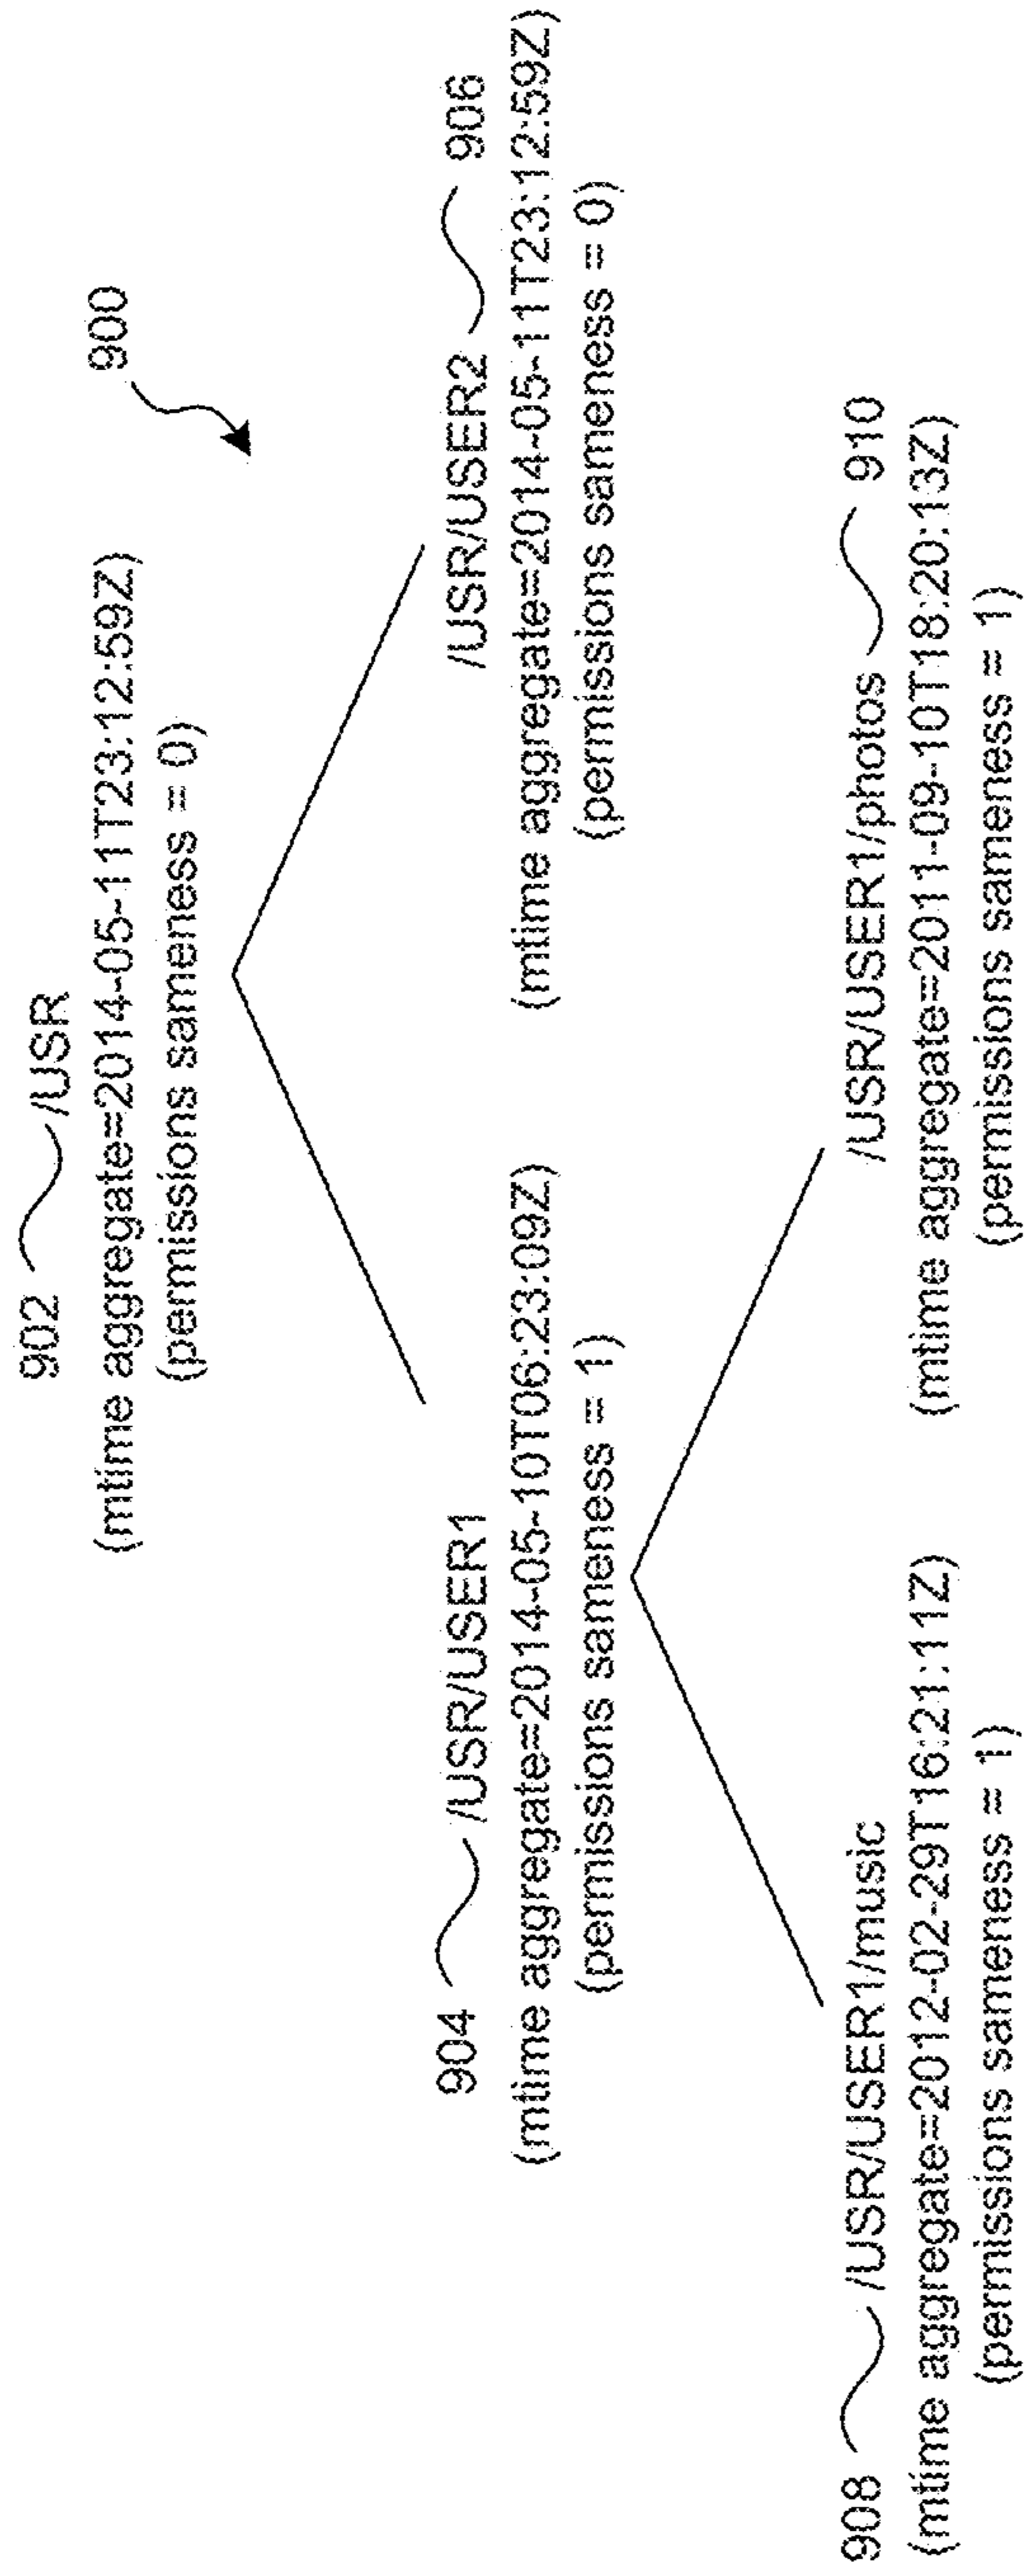 900
902 /USR
(mtime aggregate=2014-05-11T23:12:59Z)
(permissions sameness = 0)
904 /USR/USER1
(mtime aggregate=2014-05-10T06:23:09Z)
(permissions sameness = 1)
/USR/USER2 906
(mtime aggregate=2014-05-11T23:12:59Z)
(permissions sameness = 0)
908 /USR/USER1/music
(mtime aggregate=2012-02-29T16:21:11Z)
(permissions sameness = 1)
/USR/USER1/photos 910
(mtime aggregate=2011-09-10T18:20:13Z)
(permissions sameness = 1)